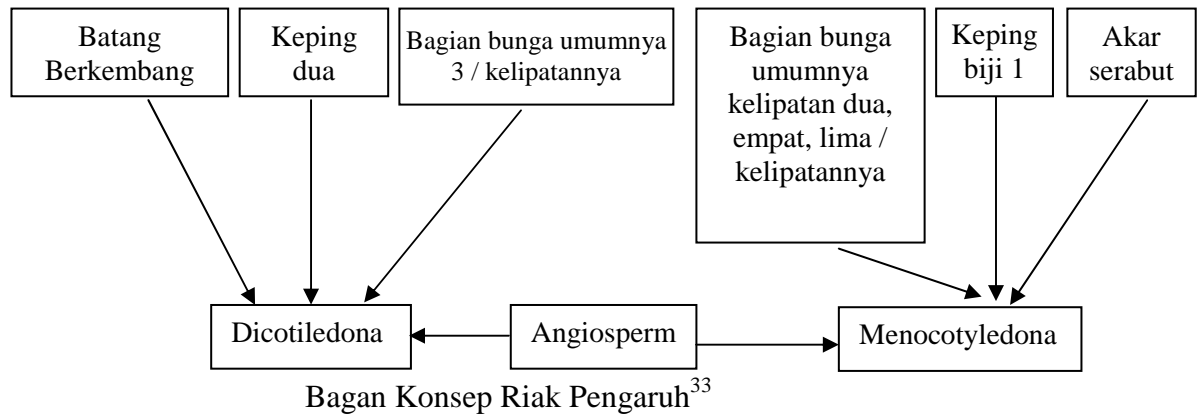 Batang
Berkembang
Keping
dua
Bagian bunga umumnya
3 / kelipatannya
Bagian bunga
umumnya
kelipatan dua,
empat, lima /
kelipatannya
Keping
biji 1
Akar
serabut
Dicotiledona
Angiosperm
Menocotyledona
Bagan Konsep Riak Pengaruh33